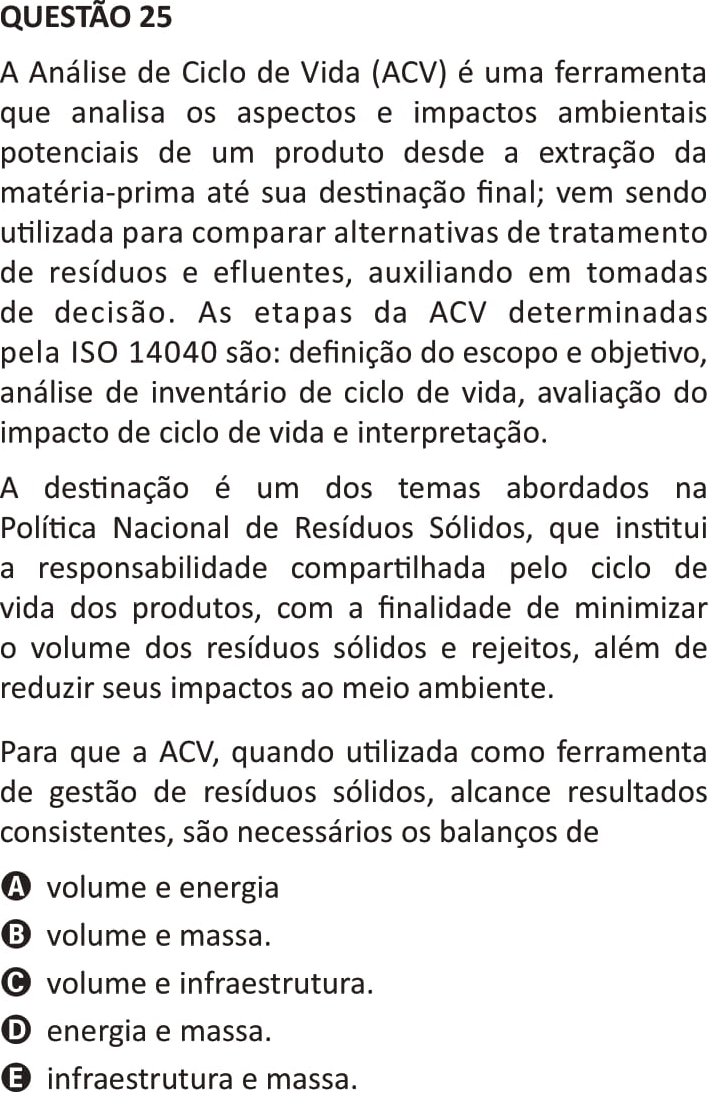 QUESTÃO 25
A Análise de Ciclo de Vida (ACV) é uma ferramenta
que analisa os aspectos e impactos ambientais
potenciais de um produto desde a extração da
matéria-prima até sua destinação final; vem sendo
utilizada para comparar alternativas de tratamento
de resíduos e efluentes, auxiliando em tomadas
de decisão. As etapas da ACV determinadas
pela ISO 14040 são: definição do escopo e objetivo,
análise de inventário de ciclo de vida, avaliação do
impacto de ciclo de vida e interpretação.
A destinação é um dos temas abordados na
Política Nacional de Resíduos Sólidos, que institui
a responsabilidade compartilhada pelo ciclo de
vida dos produtos, com a finalidade de minimizar
o volume dos resíduos sólidos e rejeitos, além de
reduzir seus impactos ao meio ambiente.
Para que a ACV, quando utilizada como ferramenta
de gestão de resíduos sólidos, alcance resultados
consistentes, são necessários os balanços de
A volume e energia
B volume e massa.
C volume e infraestrutura.
D energia e massa.
E infraestrutura e massa.